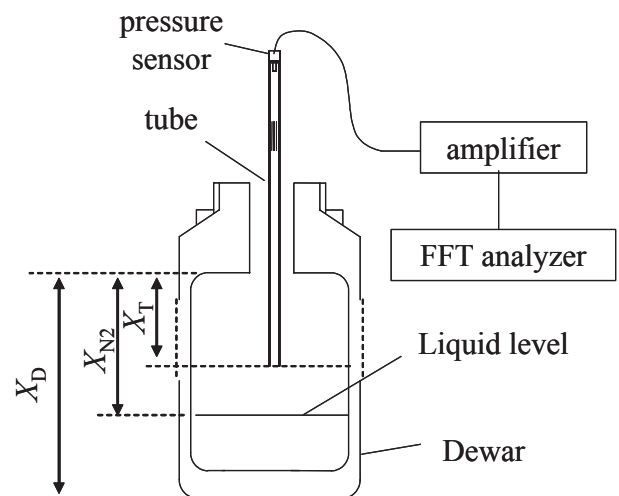 pressure
sensor
tube
amplifier
FFT analyzer
X_T
X_N2
X_D
Liquid level
Dewar